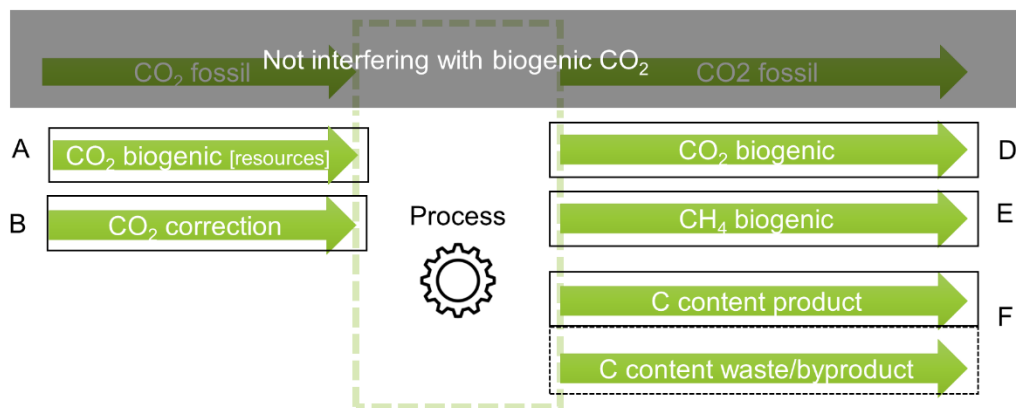 Not interfering with biogenic CO₂
CO₂ fossil
CO2 fossil
A
CO₂ biogenic [resources]
CO₂ biogenic
D
B
CO₂ correction
Process
CH₄ biogenic
E
C content product
F
C content waste/byproduct